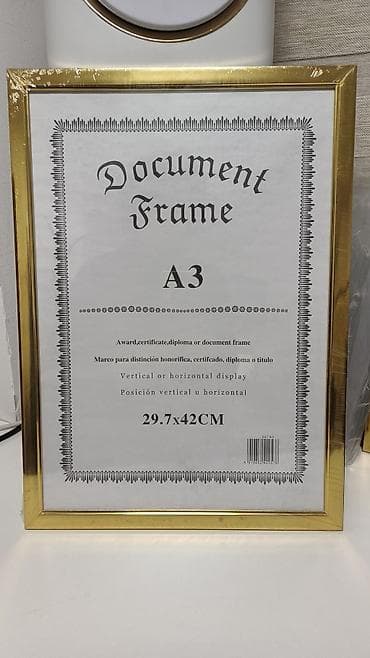 Document
Frame
A3
Award,certificate,diploma or document frame
Marco para distinción honorifica, certifcado, diploma o titulo
Vertical or horizontal display
Posición vertical u horizontal
29.7x42CM